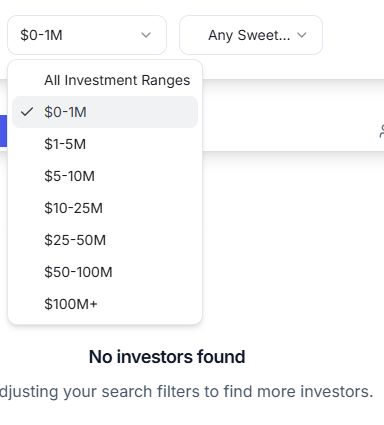 $0-1M
Any Sweet...
All Investment Ranges
$0-1M
$1-5M
$5-10M
$10-25M
$25-50M
$50-100M
$100M+
No investors found
djusting your search filters to find more investors.